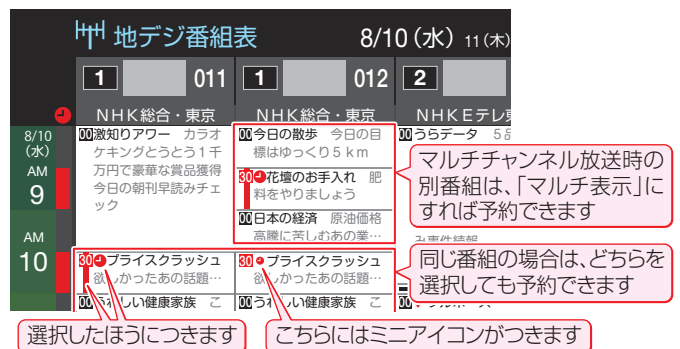 地デジ番組表 8/10(水) 11(木)
1 011 1 012 2
NHK総合・東京 NHK総合・東京 NHKEテレ
8/10
(水)
AM
9
AM
10
00激知りアワー カラオ
ケキングとうとう1千
万円で豪華な賞品獲得
今日の朝刊早読みチェ
ック
00今日の散歩 今日の目
標はゆっくり5km
30花壇のお手入れ 肥
料をやりましょう
00日本の経済 原油価格
高騰に苦しむあの業…
00うらデータ
み事件情報
マルチチャンネル放送時の
別番組は、「マルチ表示」に
すれば予約できます
30プライスクラッシュ
欲しかったあの話題…
00うれしい健康家族 こ
30プライスクラッシュ
欲しかったあの話題…
00うれしい健康家族 こ
同じ番組の場合は、どちらを
選択しても予約できます
選択したほうにつきます
こちらにはミニアイコンがつきます